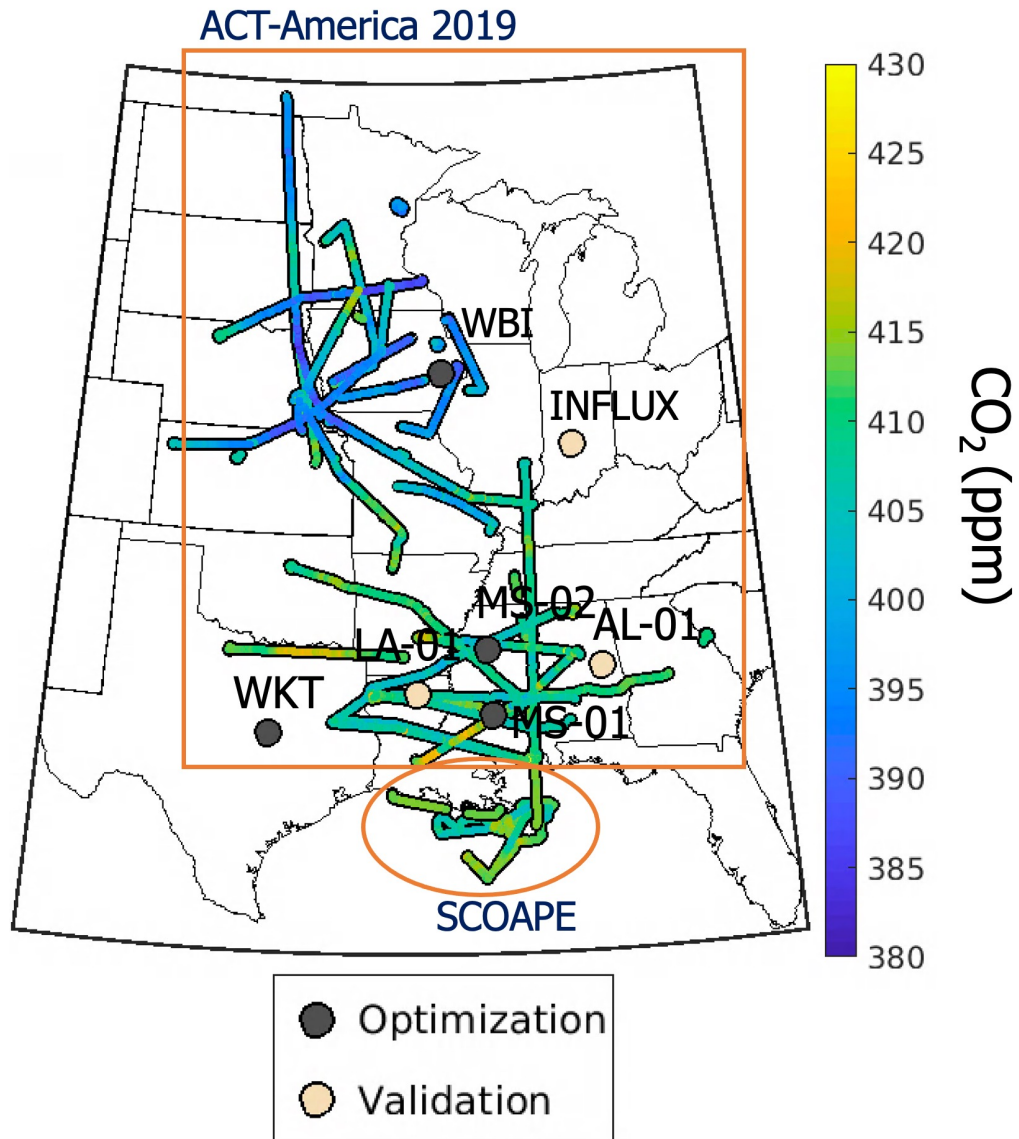 ACT-America 2019
430
425
420
415
410
405
400
395
390
385
380
CO₂ (ppm)
WBI
INFLUX
MS-02
AL-01
LA-01
WKT
MS-01
SCOAPE
Optimization
Validation